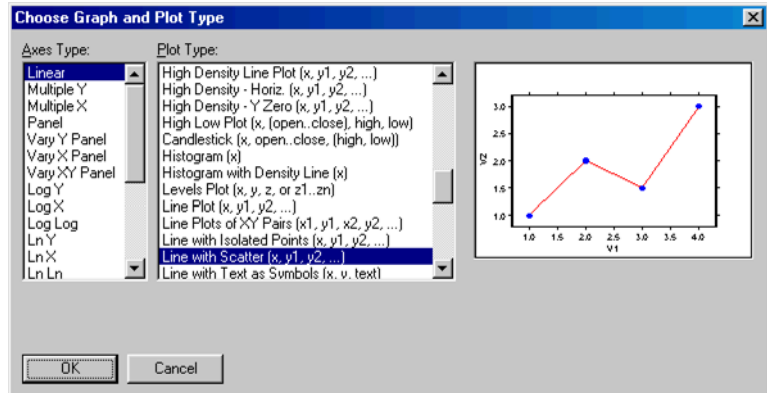 Choose Graph and Plot Type
Axes Type:
Linear
Multiple Y
Multiple X
Panel
Vary Y Panel
Vary X Panel
Vary XY Panel
Log Y
Log X
Log Log
Ln Y
Ln X
Ln Ln
Plot Type:
High Density Line Plot (x, y1, y2, ...)
High Density - Horiz. (x, y1, y2, ...)
High Density - Y Zero (x, y1, y2, ...)
High Low Plot (x, (open..close), high, low)
Candlestick (x, open..close, (high, low))
Histogram (x)
Histogram with Density Line (x)
Levels Plot (x, y, z, or z1..zn)
Line Plot (x, y1, y2, ...)
Line Plots of XY Pairs (x1, y1, x2, y2, ...)
Line with Isolated Points (x, y1, y2, ...)
Line with Scatter (x, y1, y2, ...)
Line with Text as Symbols (x, y, text)
3.0
2.5
2.0
1.5
1.0
V2
1.0 1.5 2.0 2.5 3.0 3.5 4.0
V1
OK
Cancel